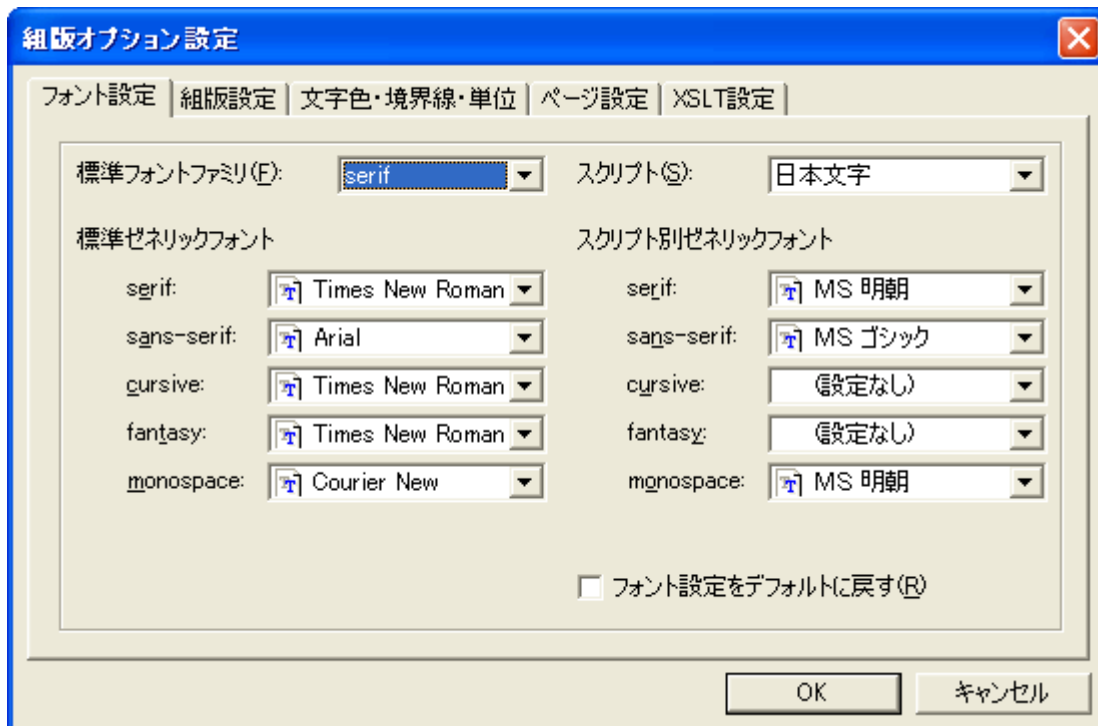 組版オプション設定
フォント設定 組版設定 文字色・境界線・単位 ページ設定 XSLT設定
標準フォントファミリ(F): serif スクリプト(S): 日本文字
標準ゼネリックフォント スクリプト別ゼネリックフォント
serif: Times New Roman serif: MS 明朝
sans-serif: Arial sans-serif: MS ゴシック
cursive: Times New Roman cursive: (設定なし)
fantasy: Times New Roman fantasy: (設定なし)
monospace: Courier New monospace: MS 明朝
フォント設定をデフォルトに戻す(R)
OK キャンセル